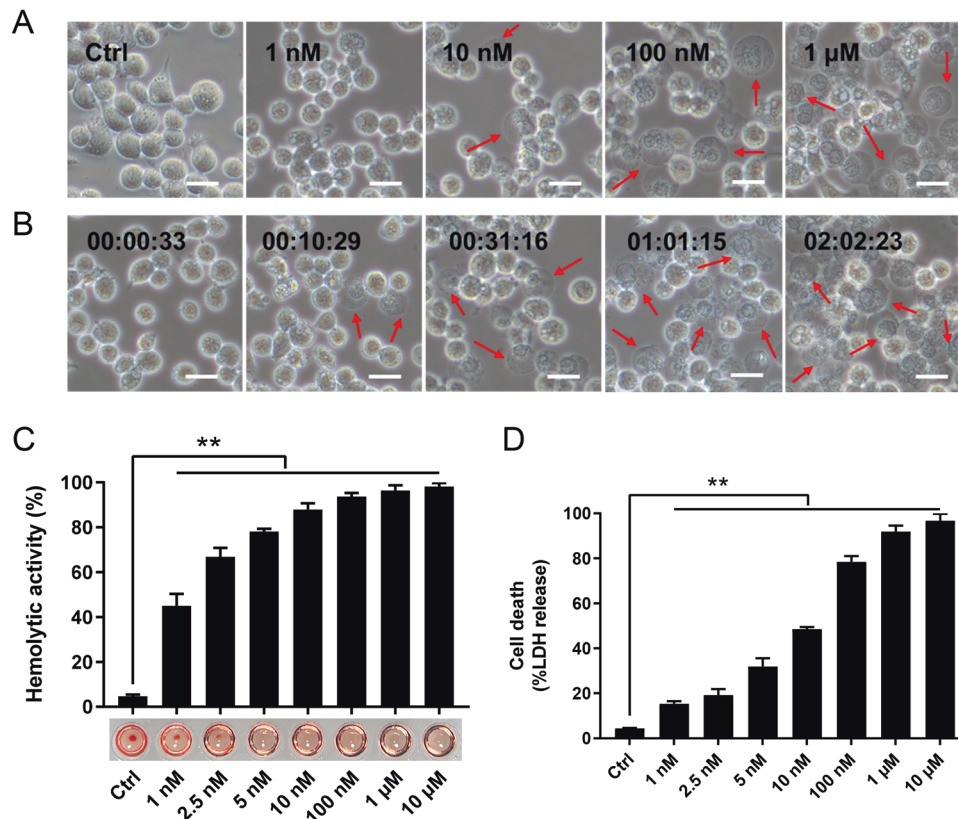 A
Ctrl
1 nM
10 nM
100 nM
1 μM
B
00:00:33
00:10:29
00:31:16
01:01:15
02:02:23
C
**
Hemolytic activity (%)
100
80
60
40
20
0
Ctrl
1 nM
2.5 nM
5 nM
10 nM
100 nM
1 μM
10 μM
D
**
Cell death
(%LDH release)
100
80
60
40
20
0
Ctrl
1 nM
2.5 nM
5 nM
10 nM
100 nM
1 μM
10 μM